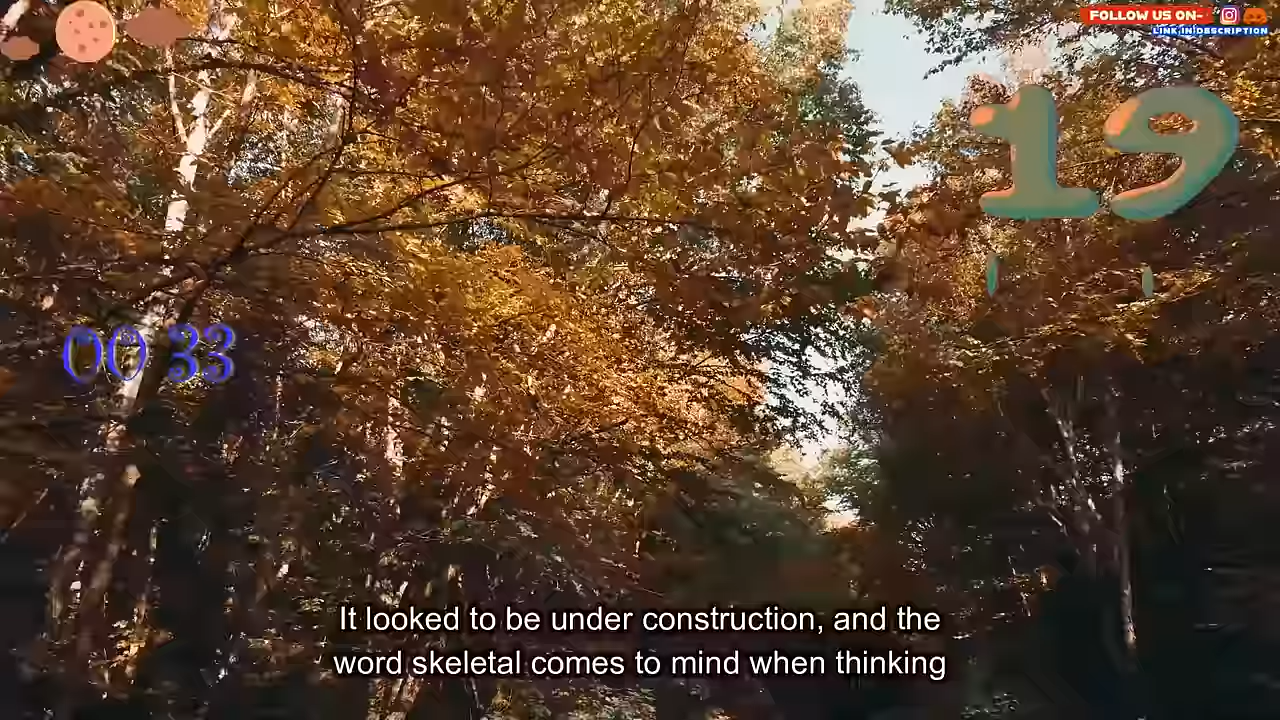 FOLLOW US ON-
LINK IN DESCRIPTION
19
00 33
It looked to be under construction, and the
word skeletal comes to mind when thinking